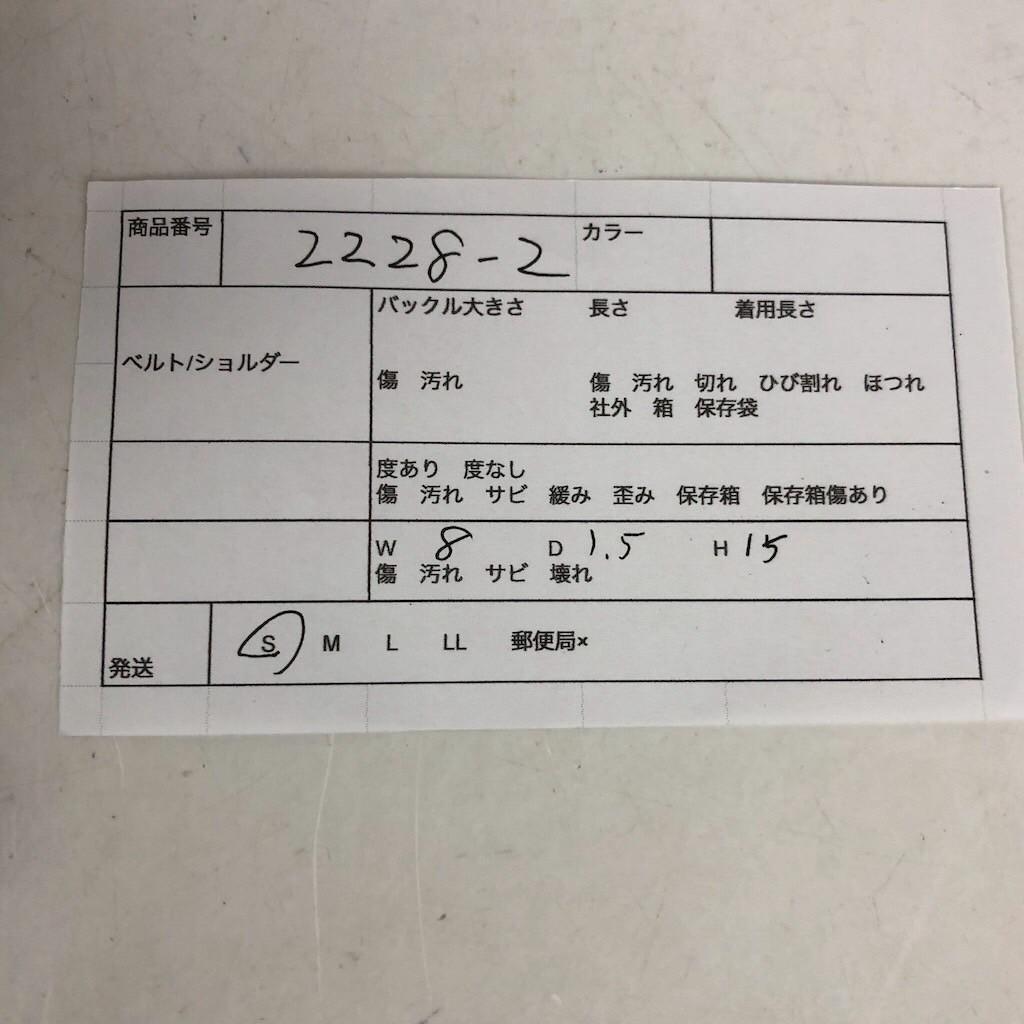 商品番号 2228-2 カラー
バックル大きさ 長さ 着用長さ
ベルト/ショルダー
傷 汚れ 傷 汚れ 切れ ひび割れ ほつれ
社外 箱 保存袋
度あり 度なし
傷 汚れ サビ 緩み 歪み 保存箱 保存箱傷あり
W 8 D 1.5 H 15
傷 汚れ サビ 壊れ
発送 S M L LL 郵便局×